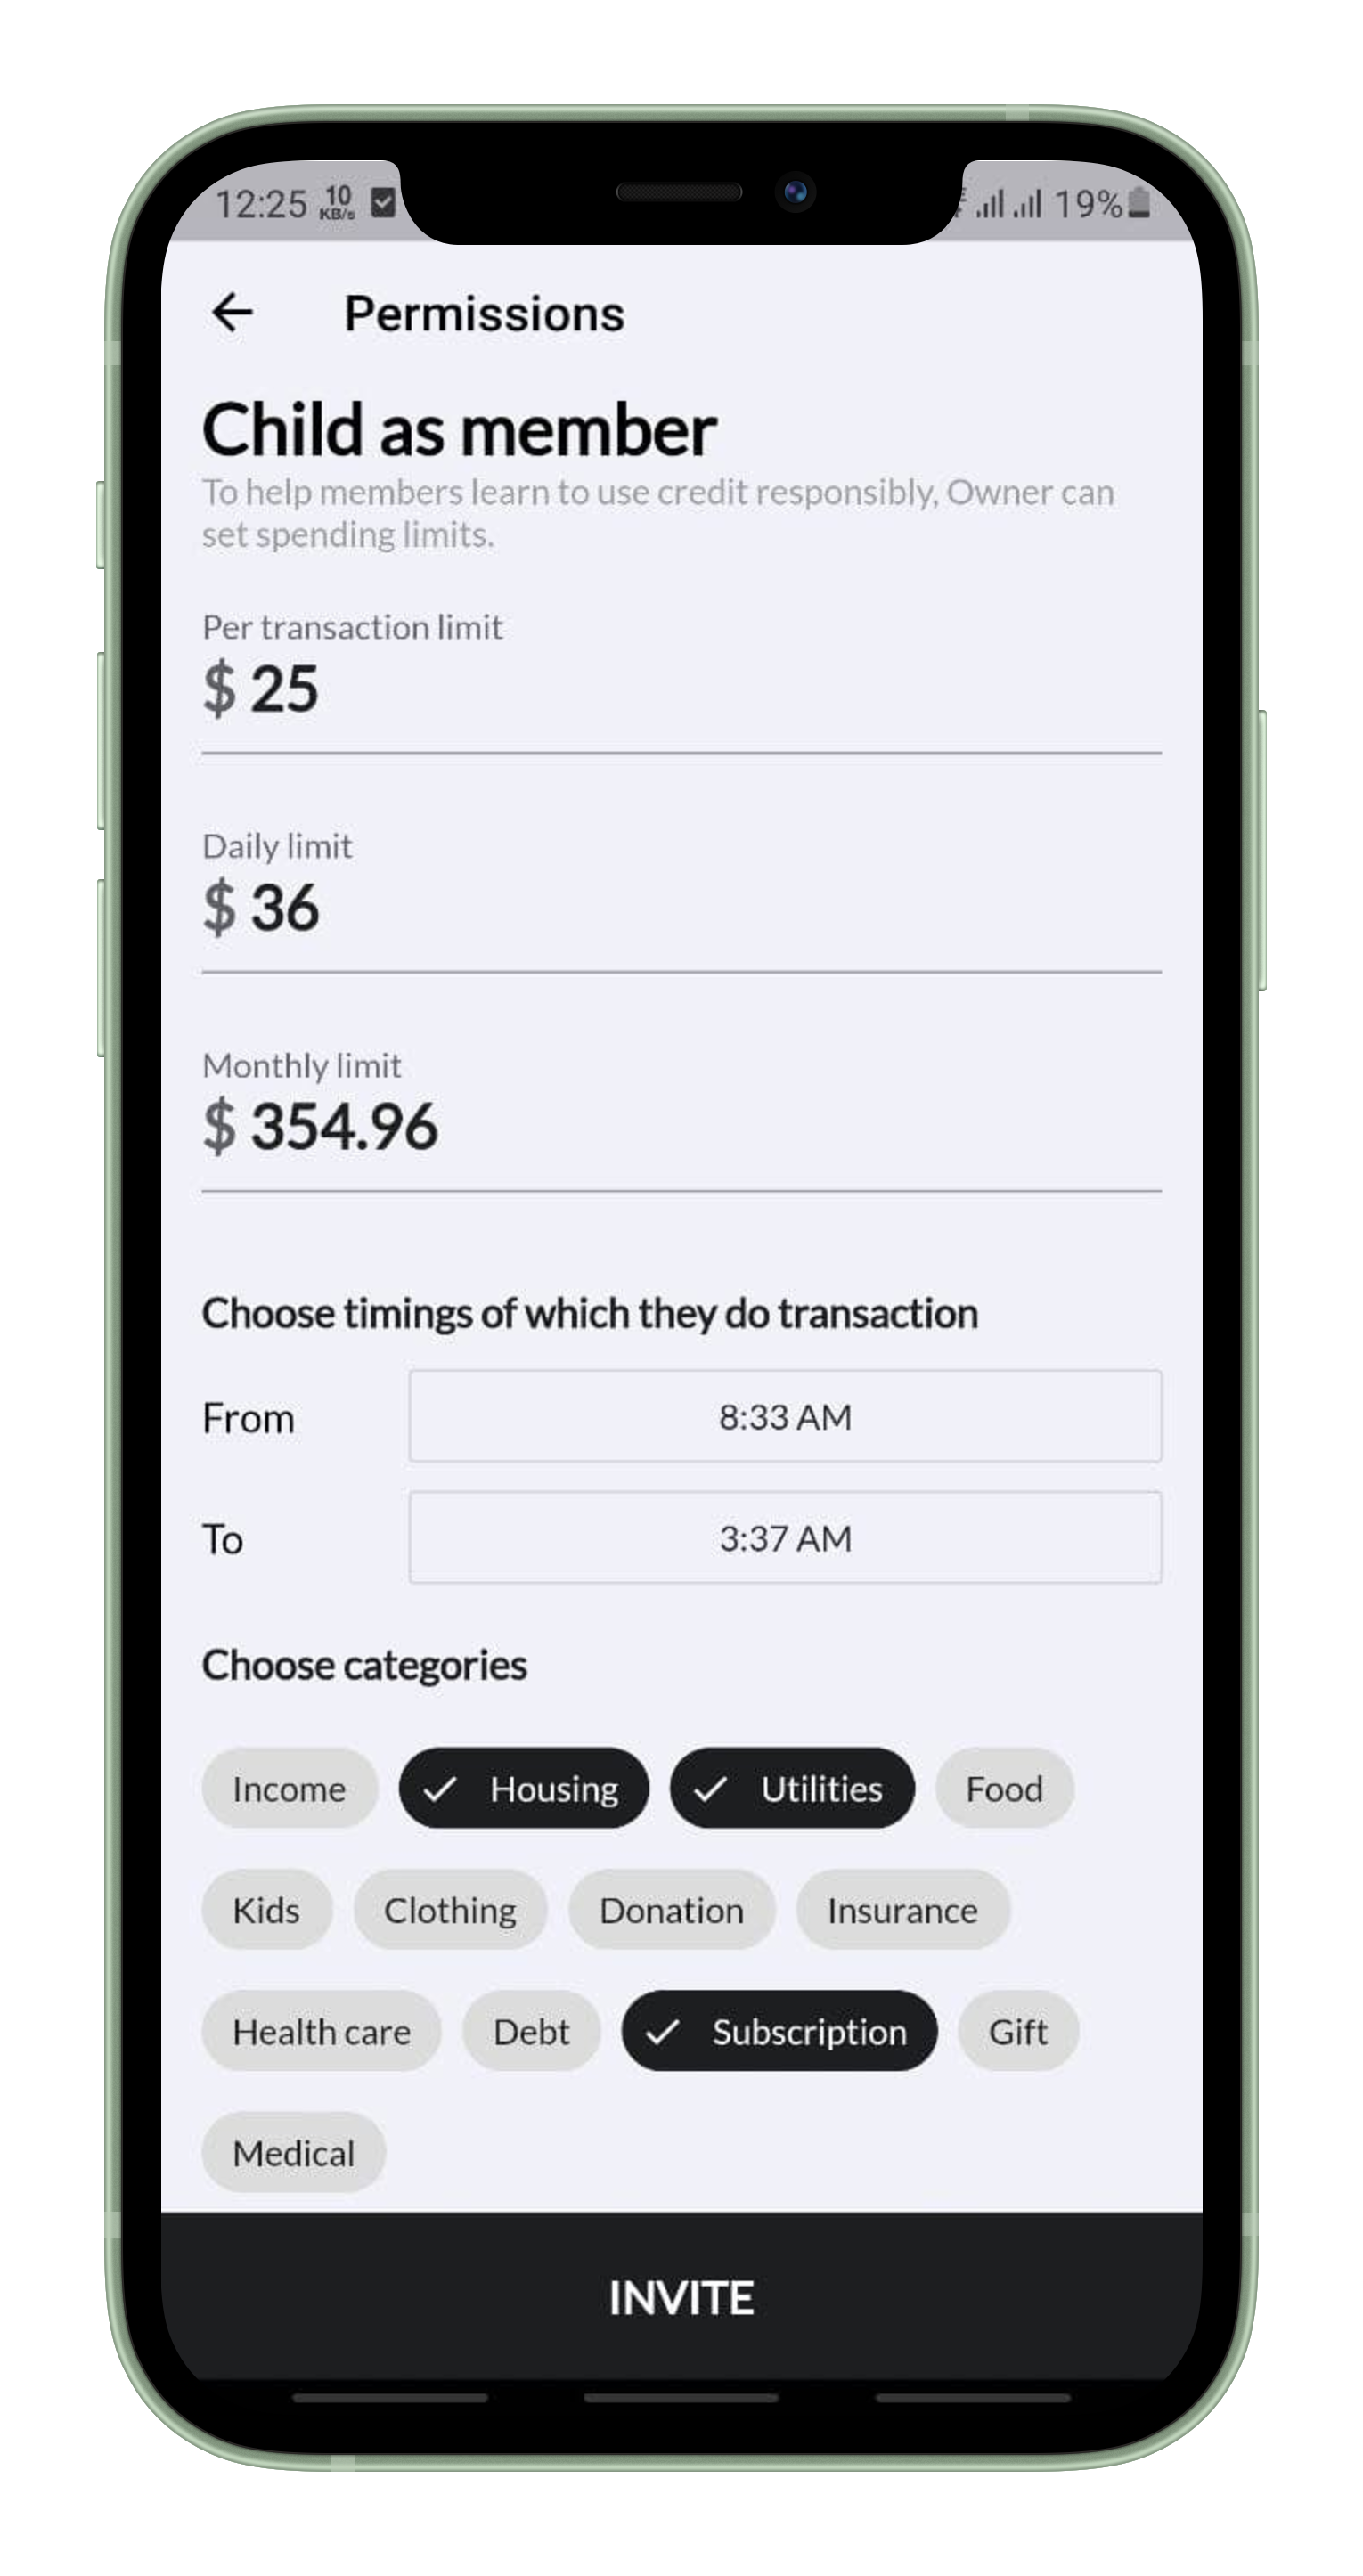 12:25 10 KB/s 19%
Permissions
Child as member
To help members learn to use credit responsibly, Owner can
set spending limits.
Per transaction limit
$ 25
Daily limit
$ 36
Monthly limit
$ 354.96
Choose timings of which they do transaction
From 8:33 AM
To 3:37 AM
Choose categories
Income Housing Utilities Food
Kids Clothing Donation Insurance
Health care Debt Subscription Gift
Medical
INVITE